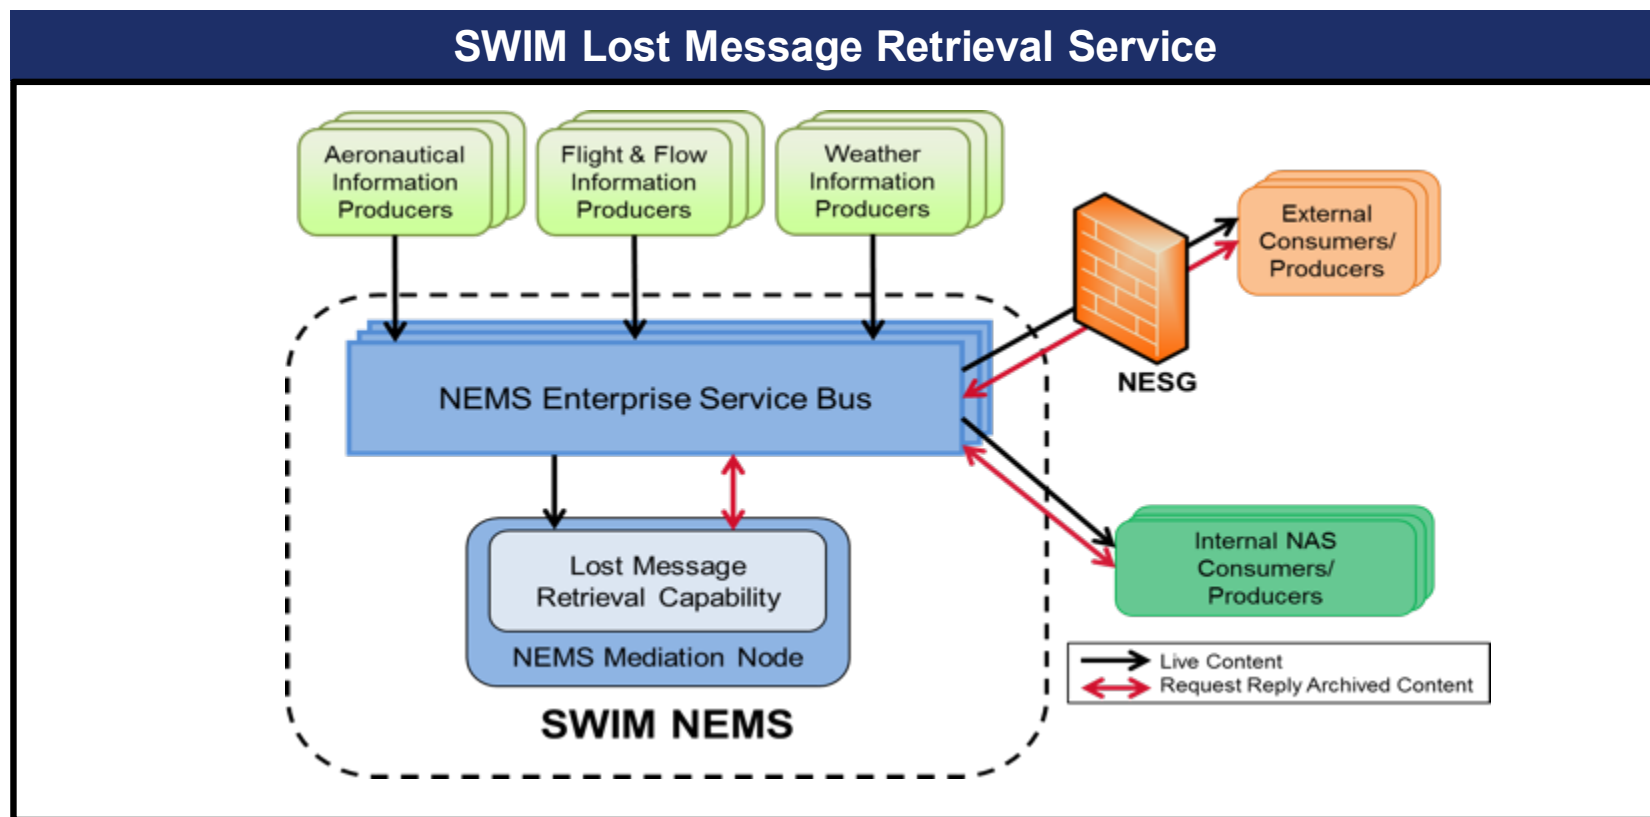 SWIM Lost Message Retrieval Service
Aeronautical
Information
Producers
Flight & Flow
Information
Producers
Weather
Information
Producers
External
Consumers/
Producers
NESG
NEMS Enterprise Service Bus
Lost Message
Retrieval Capability
NEMS Mediation Node
SWIM NEMS
Internal NAS
Consumers/
Producers
Live Content
Request Reply Archived Content